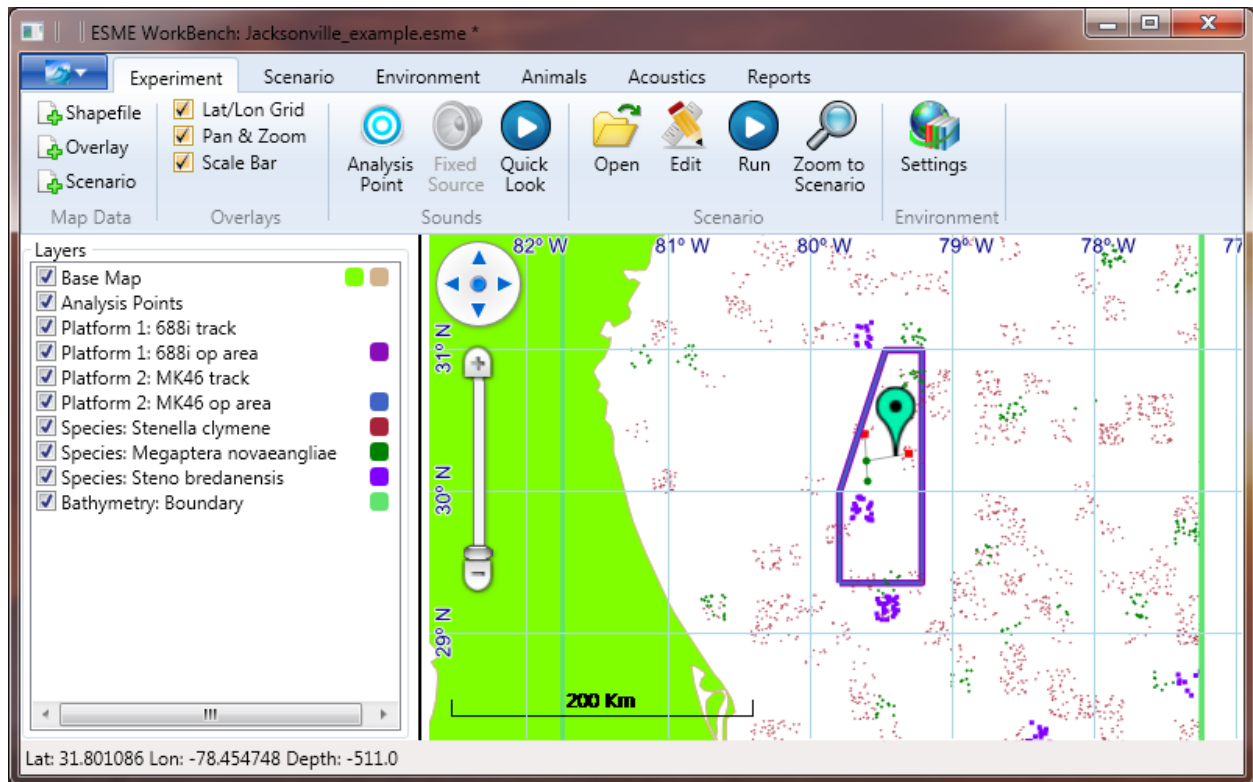 ESME WorkBench: Jacksonville_example.esme *
Experiment Scenario Environment Animals Acoustics Reports
Shapefile
Overlay
Scenario
Map Data
Lat/Lon Grid
Pan & Zoom
Scale Bar
Overlays
Analysis Point
Fixed Source
Quick Look
Sounds
Open
Edit
Run
Zoom to Scenario
Scenario
Settings
Environment
Layers
Base Map
Analysis Points
Platform 1: 688i track
Platform 1: 688i op area
Platform 2: MK46 track
Platform 2: MK46 op area
Species: Stenella clymene
Species: Megaptera novaeangliae
Species: Steno bredanensis
Bathymetry: Boundary
82° W 81° W 80° W 79° W 78° W 77
31° N
30° N
29° N
200 Km
Lat: 31.801086 Lon: -78.454748 Depth: -511.0